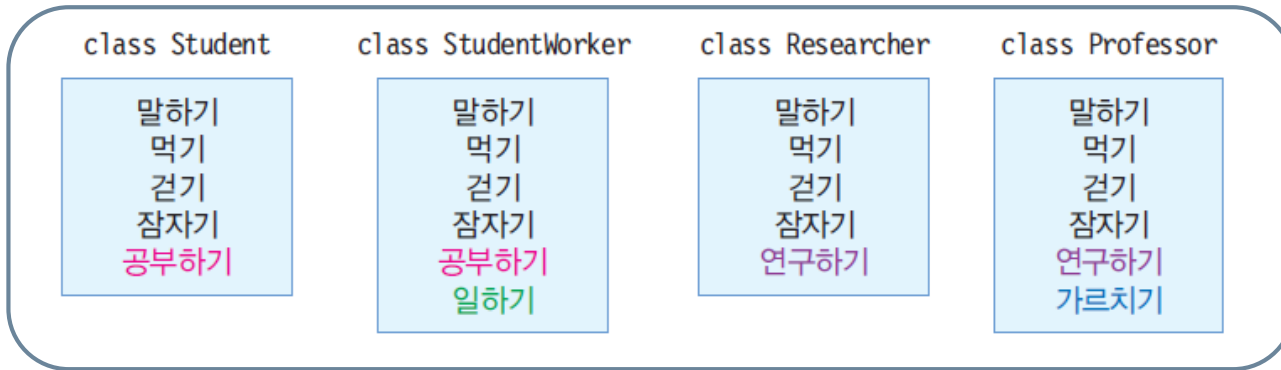 class Student
말하기
먹기
걷기
잠자기
공부하기
class StudentWorker
말하기
먹기
걷기
잠자기
공부하기
일하기
class Researcher
말하기
먹기
걷기
잠자기
연구하기
class Professor
말하기
먹기
걷기
잠자기
연구하기
가르치기